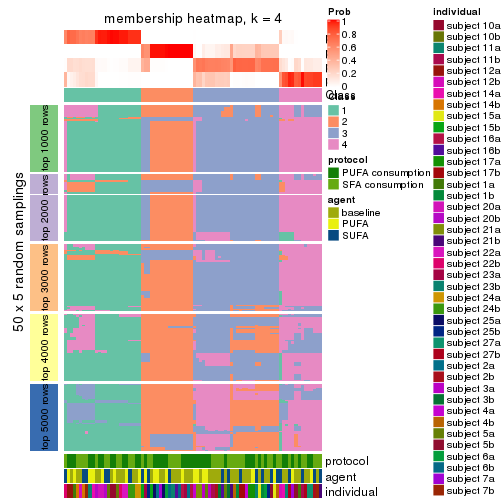 membership heatmap, k = 4
50 x 5 random samplings
top 1000 rows
top 2000 rows
top 3000 rows
top 4000 rows
top 5000 rows
Class
protocol
agent
individual
Prob
1
0.8
0.6
0.4
0.2
0
Class
1
2
3
4
protocol
PUFA consumption
SFA consumption
agent
baseline
PUFA
SUFA
individual
subject 10a
subject 10b
subject 11a
subject 11b
subject 12a
subject 12b
subject 14a
subject 14b
subject 15a
subject 15b
subject 16a
subject 16b
subject 17a
subject 17b
subject 1a
subject 1b
subject 20a
subject 20b
subject 21a
subject 21b
subject 22a
subject 22b
subject 23a
subject 23b
subject 24a
subject 24b
subject 25a
subject 25b
subject 27a
subject 27b
subject 2a
subject 2b
subject 3a
subject 3b
subject 4a
subject 4b
subject 5a
subject 5b
subject 6a
subject 6b
subject 7a
subject 7b